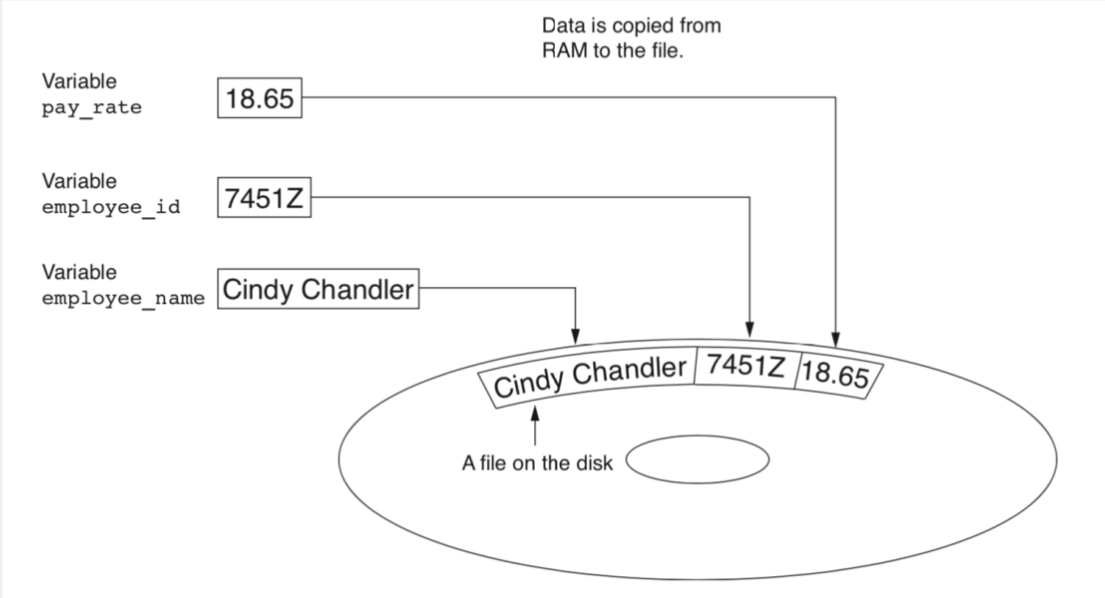 Data is copied from
RAM to the file.
Variable
pay_rate
18.65
Variable
employee_id
7451Z
Variable
employee_name
Cindy Chandler
Cindy Chandler 7451Z 18.65
A file on the disk